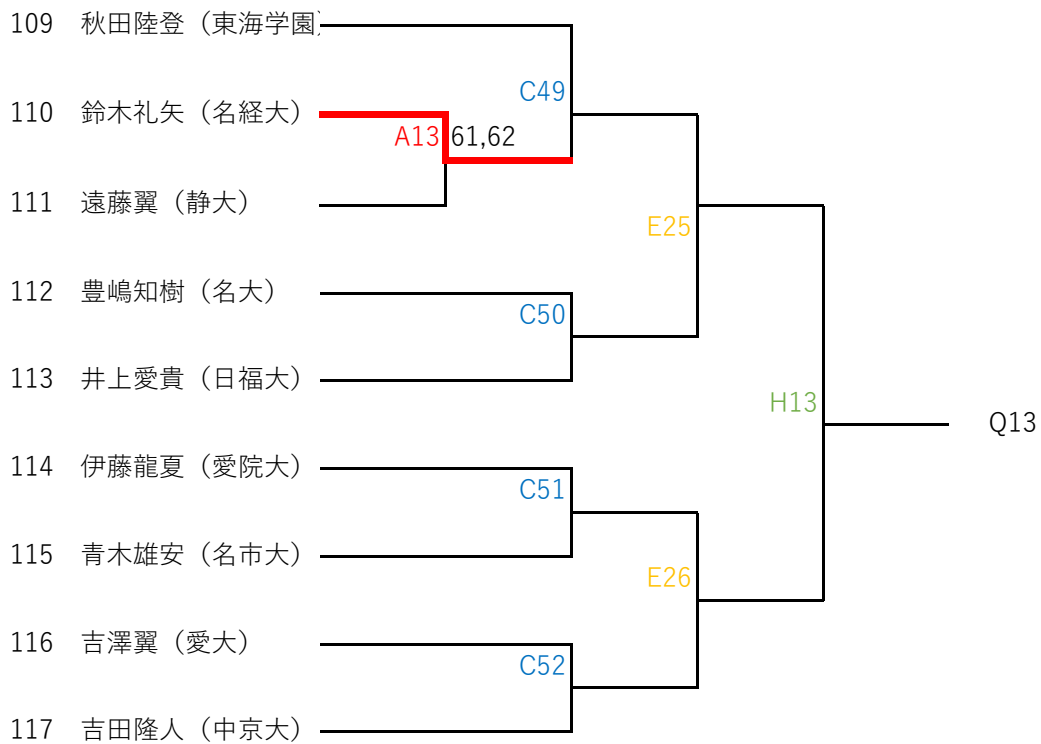 109 秋田陸登（東海学園）
C49
110 鈴木礼矢（名経大）
A13 61,62
111 遠藤翼（静大）
E25
112 豊嶋知樹（名大）
C50
113 井上愛貴（日福大）
H13
Q13
114 伊藤龍夏（愛院大）
C51
115 青木雄安（名市大）
E26
116 吉澤翼（愛大）
C52
117 吉田隆人（中京大）